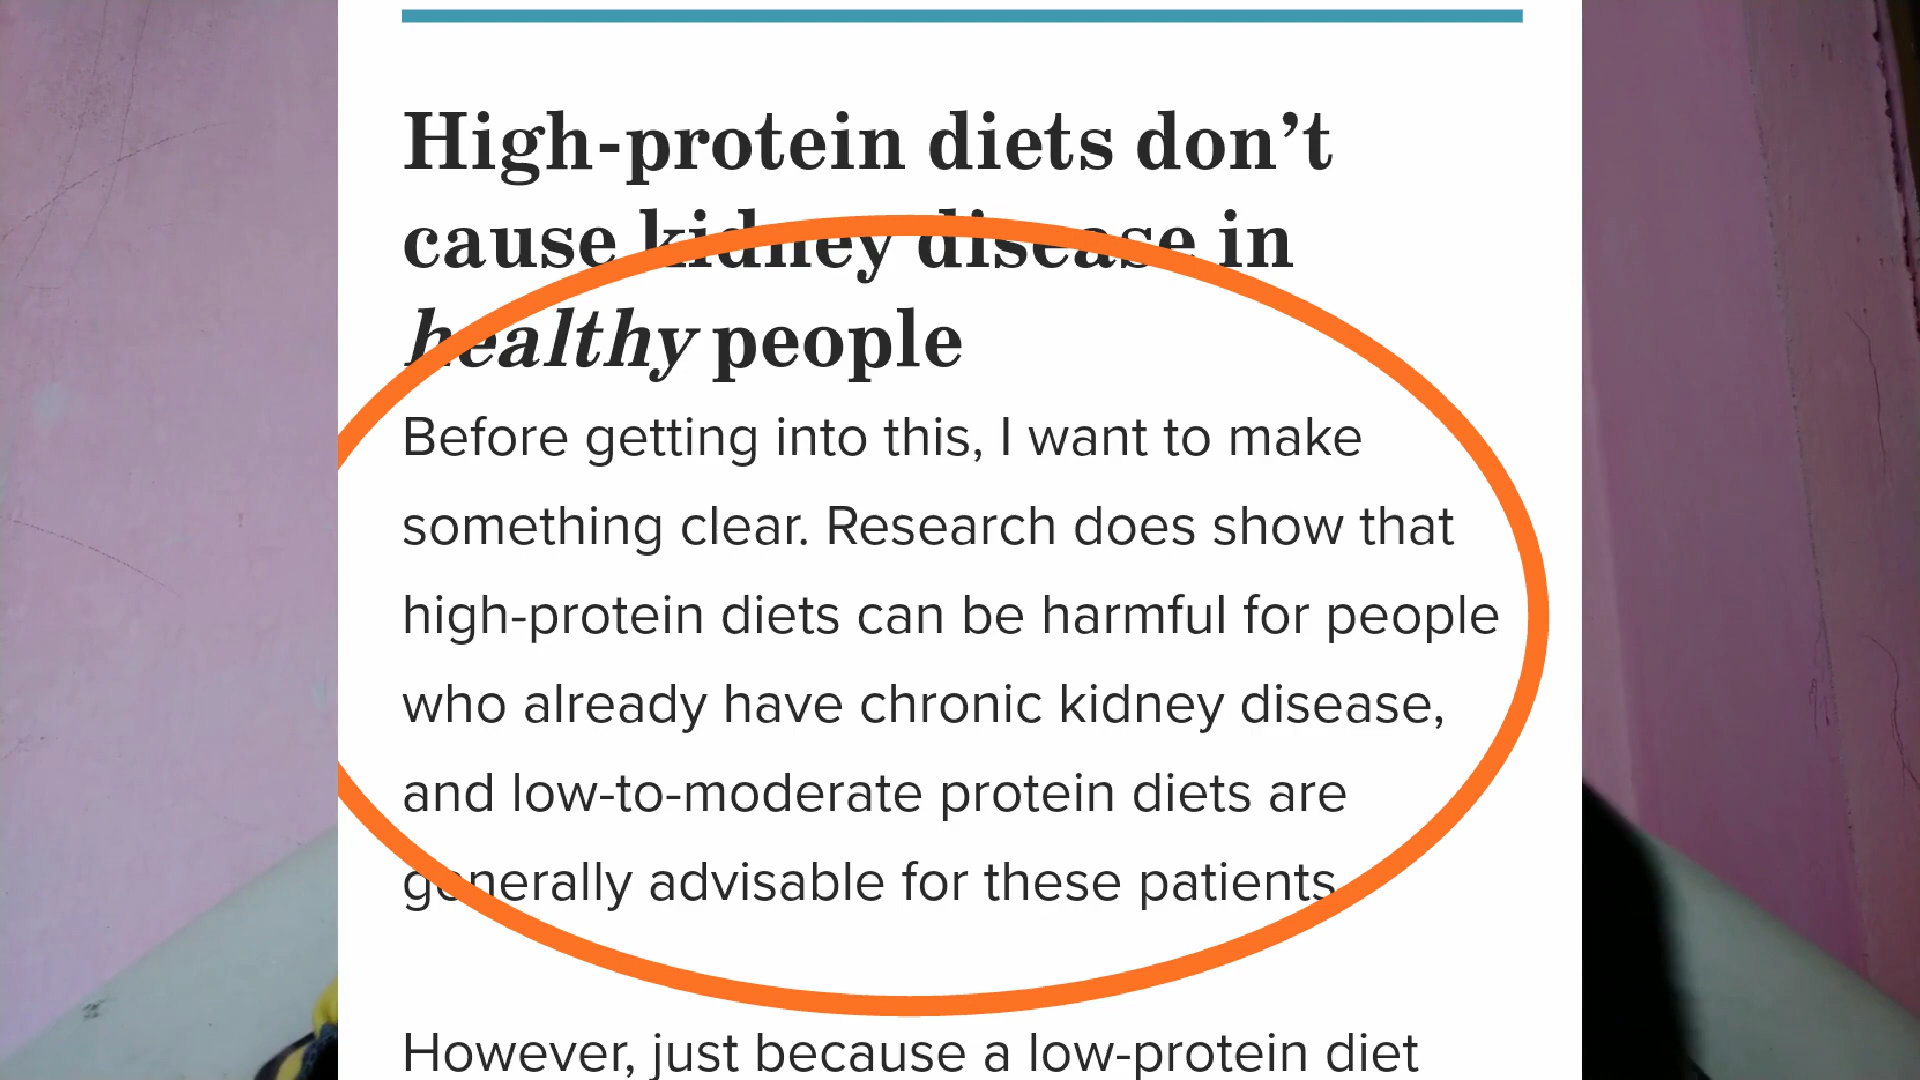 High-protein diets don’t
cause kidney disease in
healthy people
Before getting into this, I want to make
something clear. Research does show that
high-protein diets can be harmful for people
who already have chronic kidney disease,
and low-to-moderate protein diets are
generally advisable for these patients.
However, just because a low-protein diet